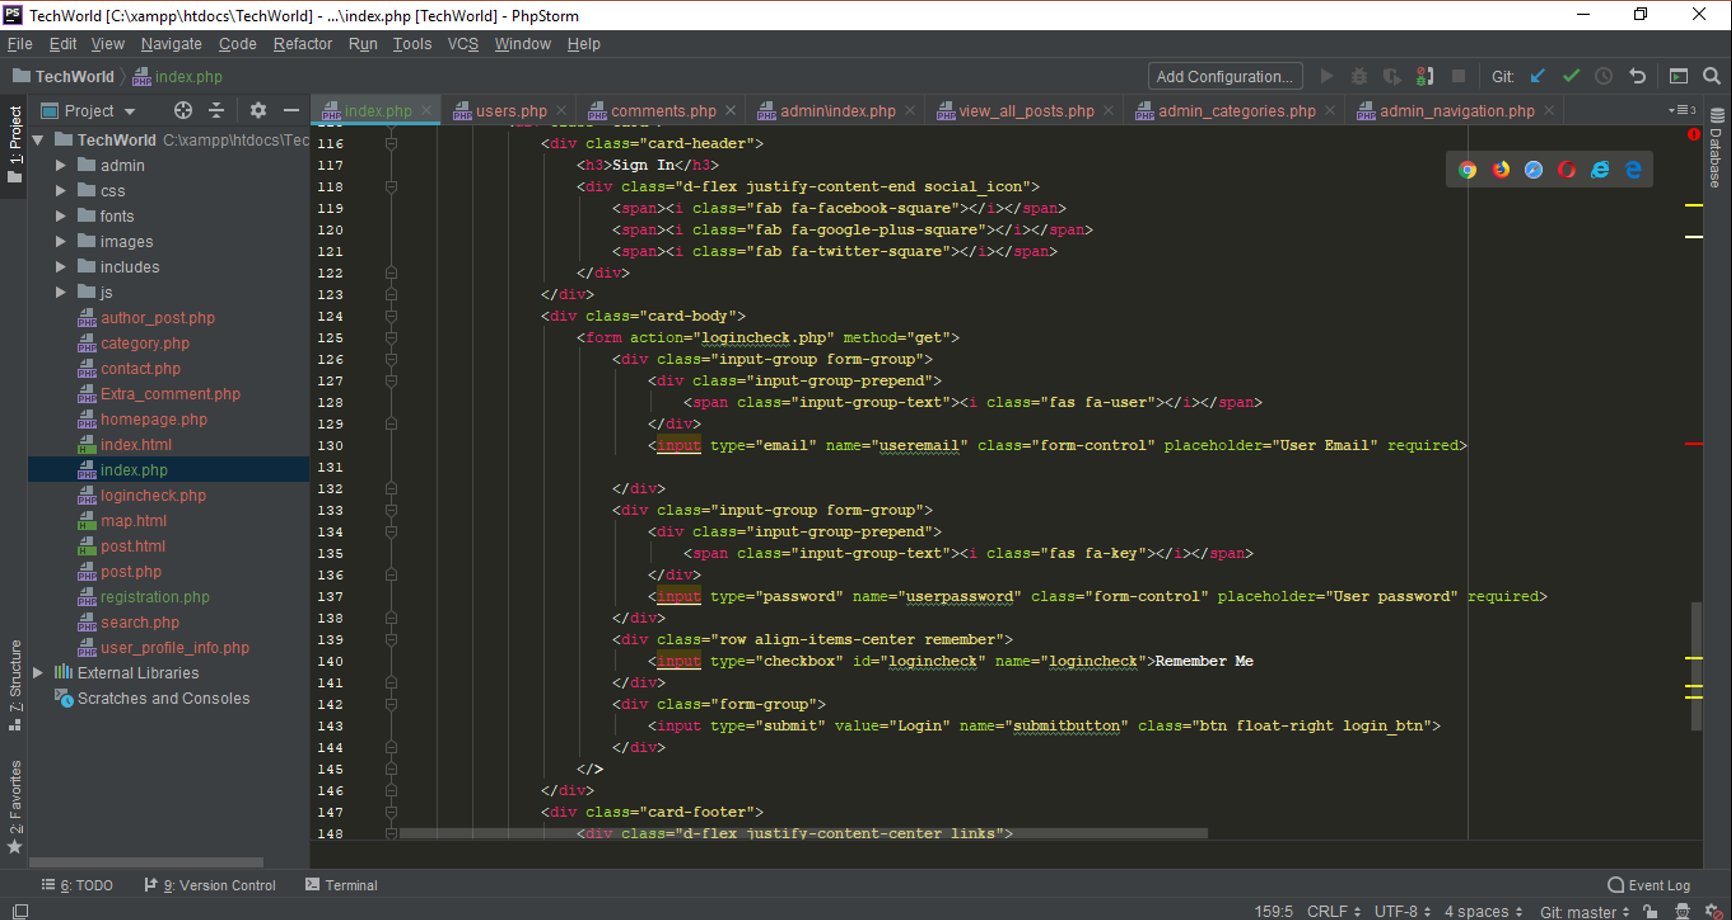 TechWorld [C:\xampp\htdocs\TechWorld] - ...\index.php [TechWorld] - PhpStorm
File Edit View Navigate Code Refactor Run Tools VCS Window Help
TechWorld index.php Add Configuration... Git:
Project index.php users.php comments.php admin\index.php view_all_posts.php admin_categories.php admin_navigation.php 3
1: Project
7: Structure
2: Favorites
Database
TechWorld C:\xampp\htdocs\Tec
admin
css
fonts
images
includes
js
author_post.php
category.php
contact.php
Extra_comment.php
homepage.php
index.html
index.php
logincheck.php
map.html
post.html
post.php
registration.php
search.php
user_profile_info.php
External Libraries
Scratches and Consoles
116 <div class="card-header">
117 <h3>Sign In</h3>
118 <div class="d-flex justify-content-end social_icon">
119 <span><i class="fab fa-facebook-square"></i></span>
120 <span><i class="fab fa-google-plus-square"></i></span>
121 <span><i class="fab fa-twitter-square"></i></span>
122 </div>
123 </div>
124 <div class="card-body">
125 <form action="logincheck.php" method="get">
126 <div class="input-group form-group">
127 <div class="input-group-prepend">
128 <span class="input-group-text"><i class="fas fa-user"></i></span>
129 </div>
130 <input type="email" name="useremail" class="form-control" placeholder="User Email" required>
131
132 </div>
133 <div class="input-group form-group">
134 <div class="input-group-prepend">
135 <span class="input-group-text"><i class="fas fa-key"></i></span>
136 </div>
137 <input type="password" name="userpassword" class="form-control" placeholder="User password" required>
138 </div>
139 <div class="row align-items-center remember">
140 <input type="checkbox" id="logincheck" name="logincheck">Remember Me
141 </div>
142 <div class="form-group">
143 <input type="submit" value="Login" name="submitbutton" class="btn float-right login_btn">
144 </div>
145 </>
146 </div>
147 <div class="card-footer">
148 <div class="d-flex justify-content-center links">
6: TODO 9: Version Control Terminal Event Log
159:5 CRLF UTF-8 4 spaces Git: master